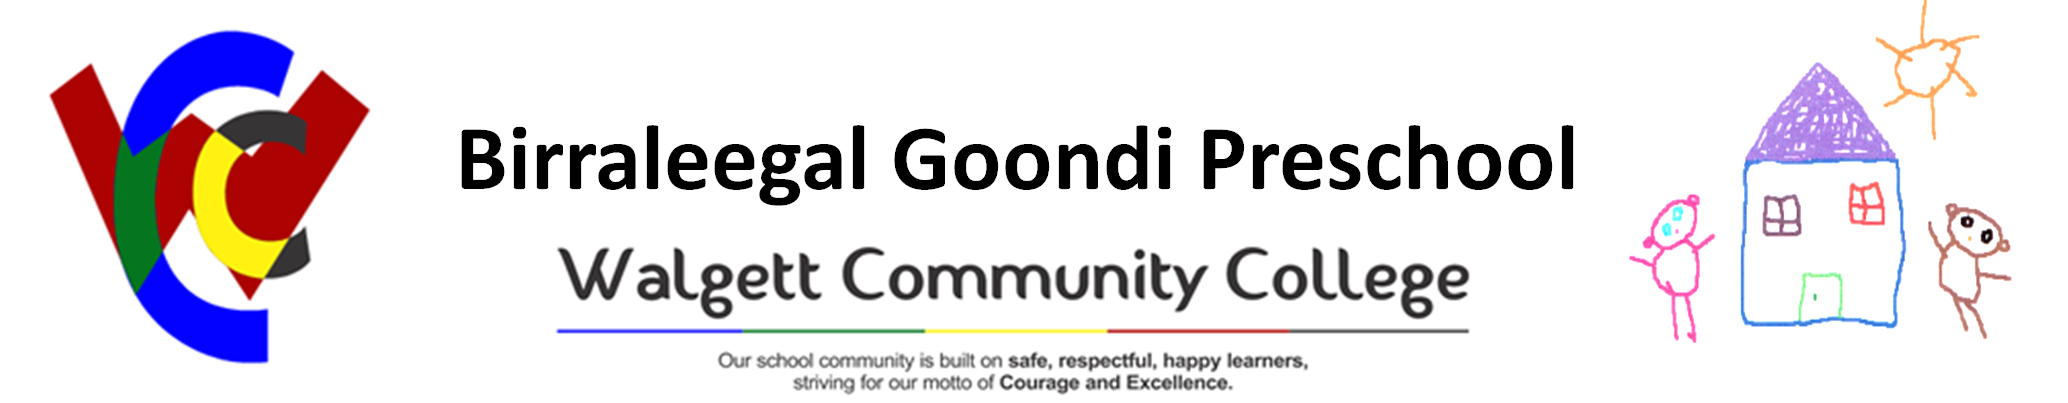 Birraleegal Goondi Preschool
Walgett Community College
Our school community is built on safe, respectful, happy learners,
striving for our motto of Courage and Excellence.